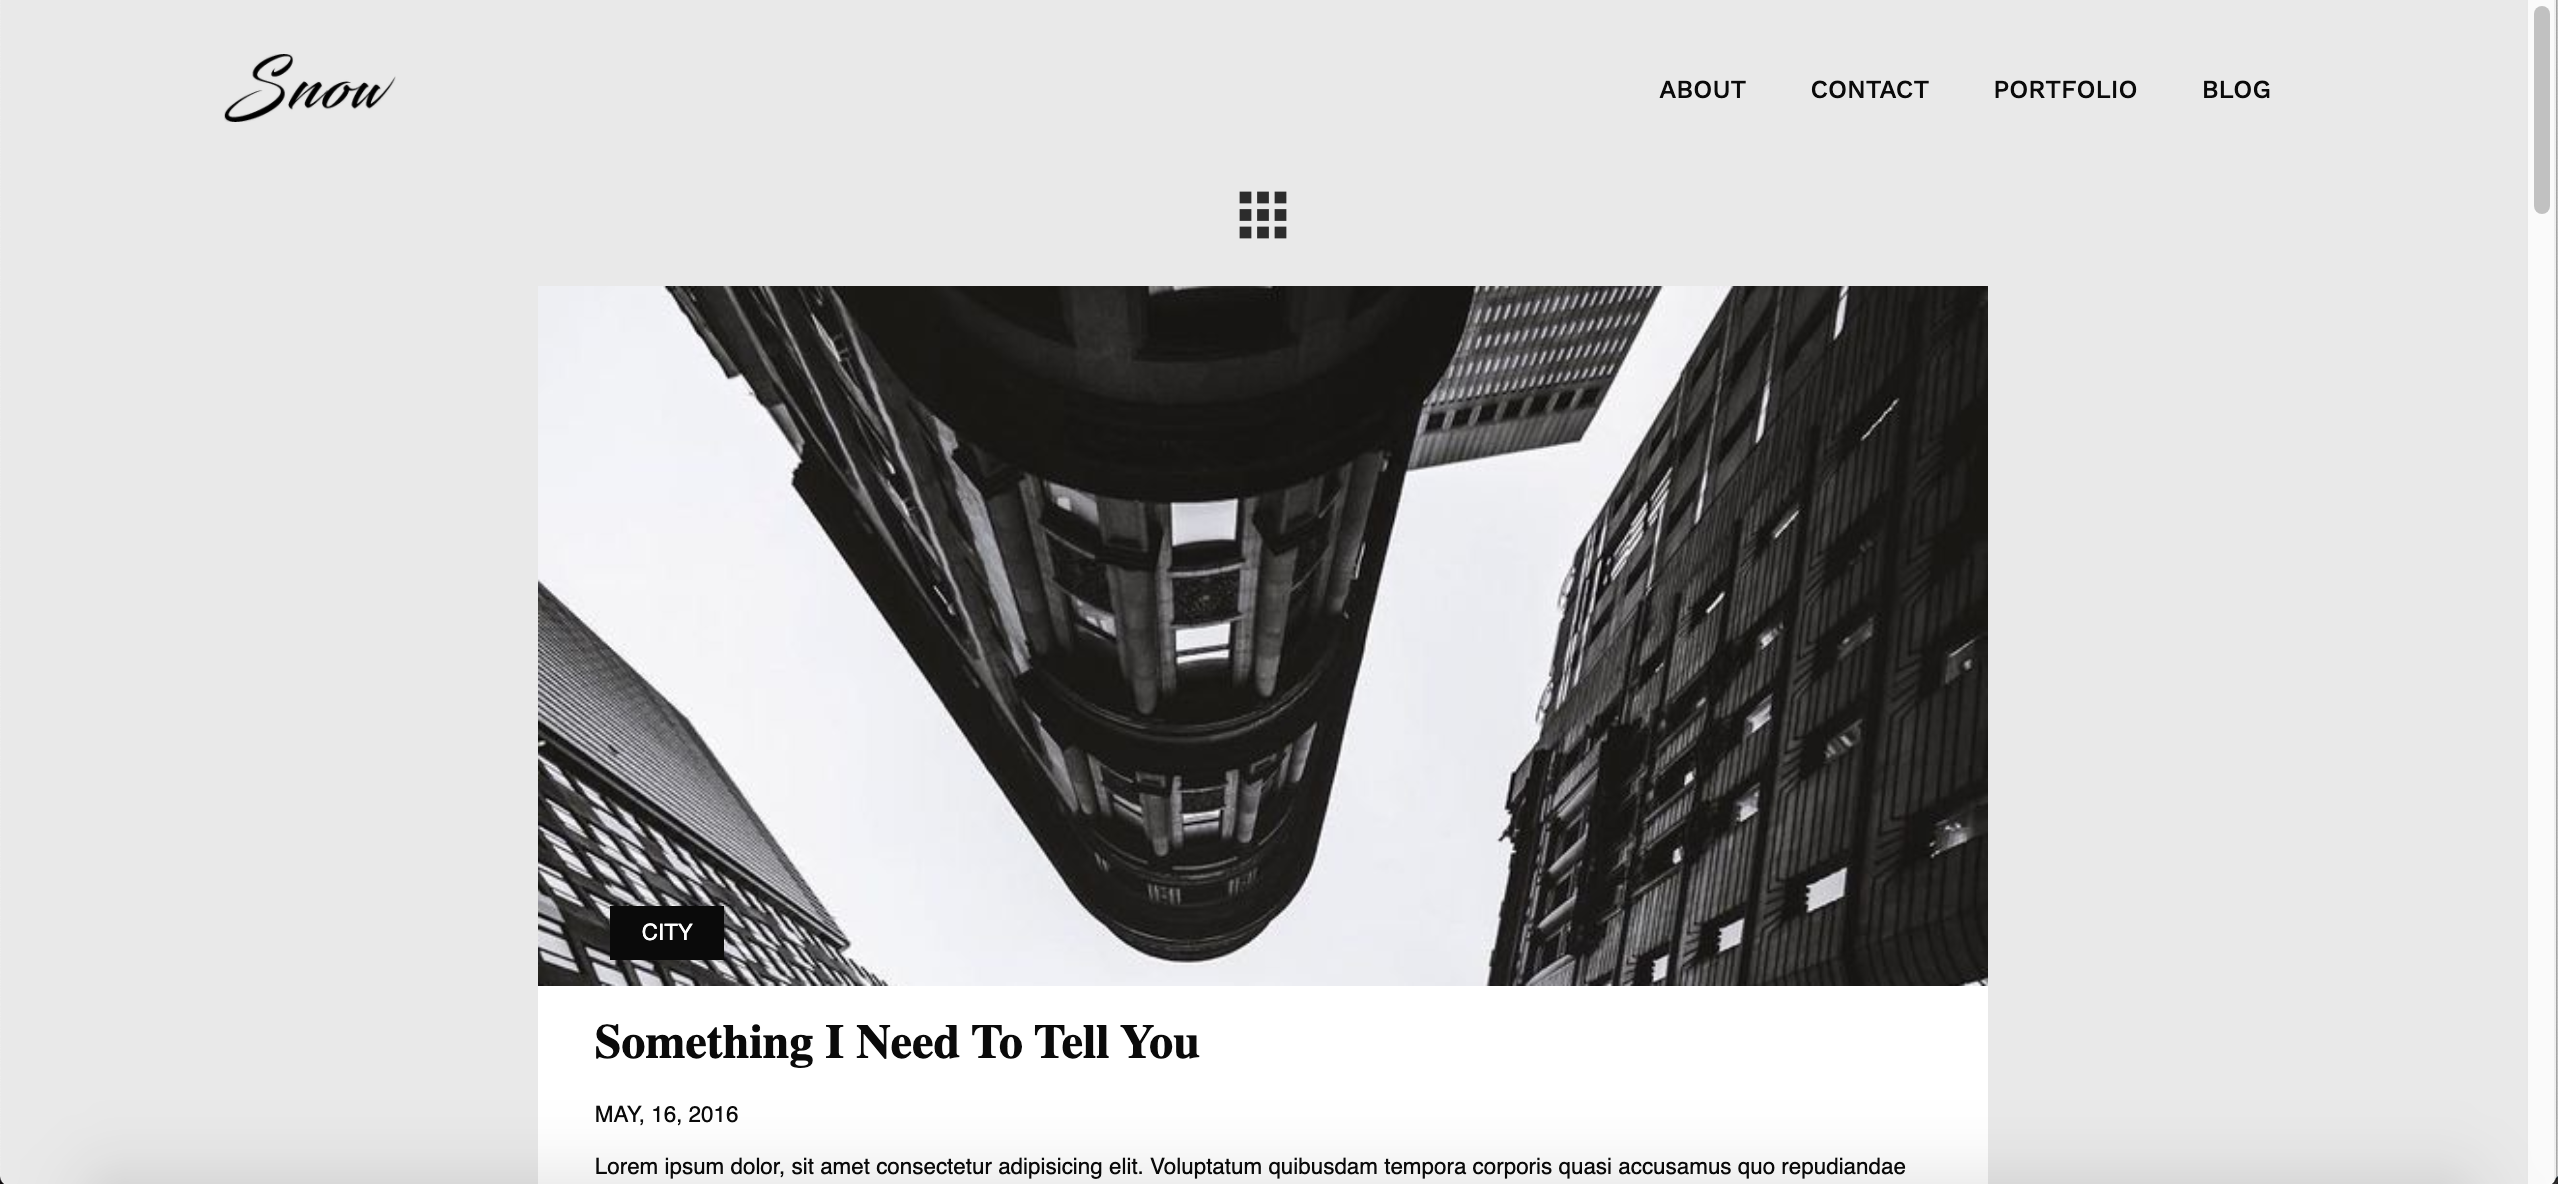 Snow
ABOUT CONTACT PORTFOLIO BLOG
CITY
Something I Need To Tell You
MAY, 16, 2016
Lorem ipsum dolor, sit amet consectetur adipisicing elit. Voluptatum quibusdam tempora corporis quasi accusamus quo repudiandae